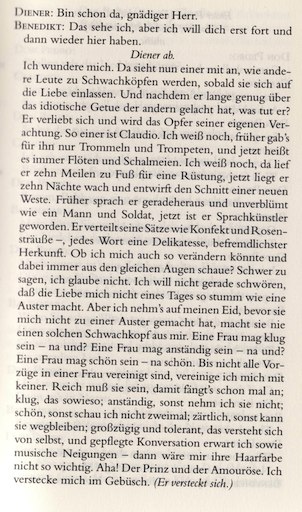 DIENER: Bin schon da, gnädiger Herr.
BENEDIKT: Das sehe ich, aber ich will dich erst fort und
dann wieder hier haben.
Diener ab.
Ich wundere mich. Da sieht nun einer mit an, wie ande-
re Leute zu Schwachköpfen werden, sobald sie sich auf
die Liebe einlassen. Und nachdem er lange genug über
das idiotische Getue der andern gelacht hat, was tut er?
Er verliebt sich und wird das Opfer seiner eigenen Ver-
achtung. So einer ist Claudio. Ich weiß noch, früher gab's
für ihn nur Trommeln und Trompeten, und jetzt heißt
es immer Flöten und Schalmeien. Ich weiß noch, da lief
er zehn Meilen zu Fuß für eine Rüstung, jetzt liegt er
zehn Nächte wach und entwirft den Schnitt einer neuen
Weste. Früher sprach er geradeheraus und unverblümt
wie ein Mann und Soldat, jetzt ist er Sprachkünstler
geworden. Er verteilt seine Sätze wie Konfekt und Rosen-
sträuße –, jedes Wort eine Delikatesse, befremdlichster
Herkunft. Ob ich mich auch so verändern könnte und
dabei immer aus den gleichen Augen schaue? Schwer zu
sagen, ich glaube nicht. Ich will nicht gerade schwören,
daß die Liebe mich nicht eines Tages so stumm wie eine
Auster macht. Aber ich nehm's auf meinen Eid, bevor sie
mich nicht zu einer Auster gemacht hat, macht sie nie
einen solchen Schwachkopf aus mir. Eine Frau mag klug
sein – na und? Eine Frau mag anständig sein – na und?
Eine Frau mag schön sein – na schön. Bis nicht alle Vor-
züge in einer Frau vereinigt sind, vereinige ich mich mit
keiner. Reich muß sie sein, damit fängt's schon mal an;
klug, das sowieso; anständig, sonst nehm ich sie nicht;
schön, sonst schau ich nicht zweimal; zärtlich, sonst kann
sie wegbleiben; großzügig und tolerant, das versteht sich
von selbst, und gepflegte Konversation erwart ich sowie
musische Neigungen – dann wäre mir ihre Haarfarbe
nicht so wichtig. Aha! Der Prinz und der Amouröse. Ich
verstecke mich im Gebüsch. (Er versteckt sich.)